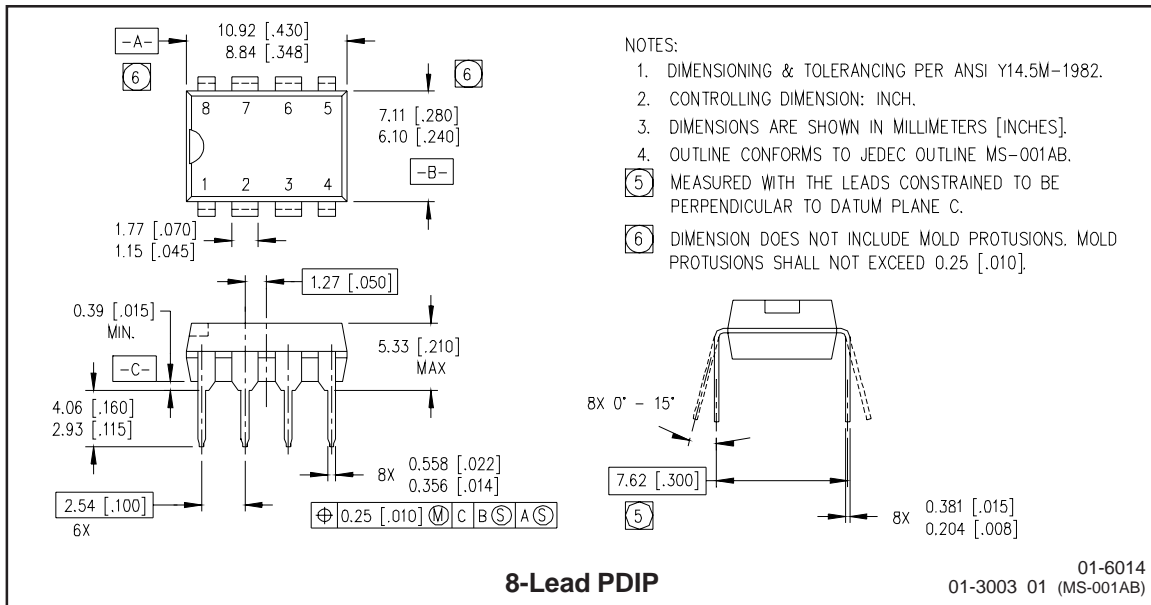 -A-
10.92 [.430]
8.84 [.348]
6
6
8 7 6 5
1 2 3 4
7.11 [.280]
6.10 [.240]
-B-
1.77 [.070]
1.15 [.045]
1.27 [.050]
0.39 [.015]
MIN.
-C-
5.33 [.210]
MAX
4.06 [.160]
2.93 [.115]
2.54 [.100]
6X
8X 0.558 [.022]
0.356 [.014]
⌖ 0.25 [.010] Ⓜ C B Ⓢ A Ⓢ
NOTES:
1. DIMENSIONING & TOLERANCING PER ANSI Y14.5M-1982.
2. CONTROLLING DIMENSION: INCH.
3. DIMENSIONS ARE SHOWN IN MILLIMETERS [INCHES].
4. OUTLINE CONFORMS TO JEDEC OUTLINE MS-001AB.
5 MEASURED WITH THE LEADS CONSTRAINED TO BE
PERPENDICULAR TO DATUM PLANE C.
6 DIMENSION DOES NOT INCLUDE MOLD PROTUSIONS. MOLD
PROTUSIONS SHALL NOT EXCEED 0.25 [.010].
8X 0° - 15°
7.62 [.300]
5
8X 0.381 [.015]
0.204 [.008]
8-Lead PDIP
01-6014
01-3003 01 (MS-001AB)